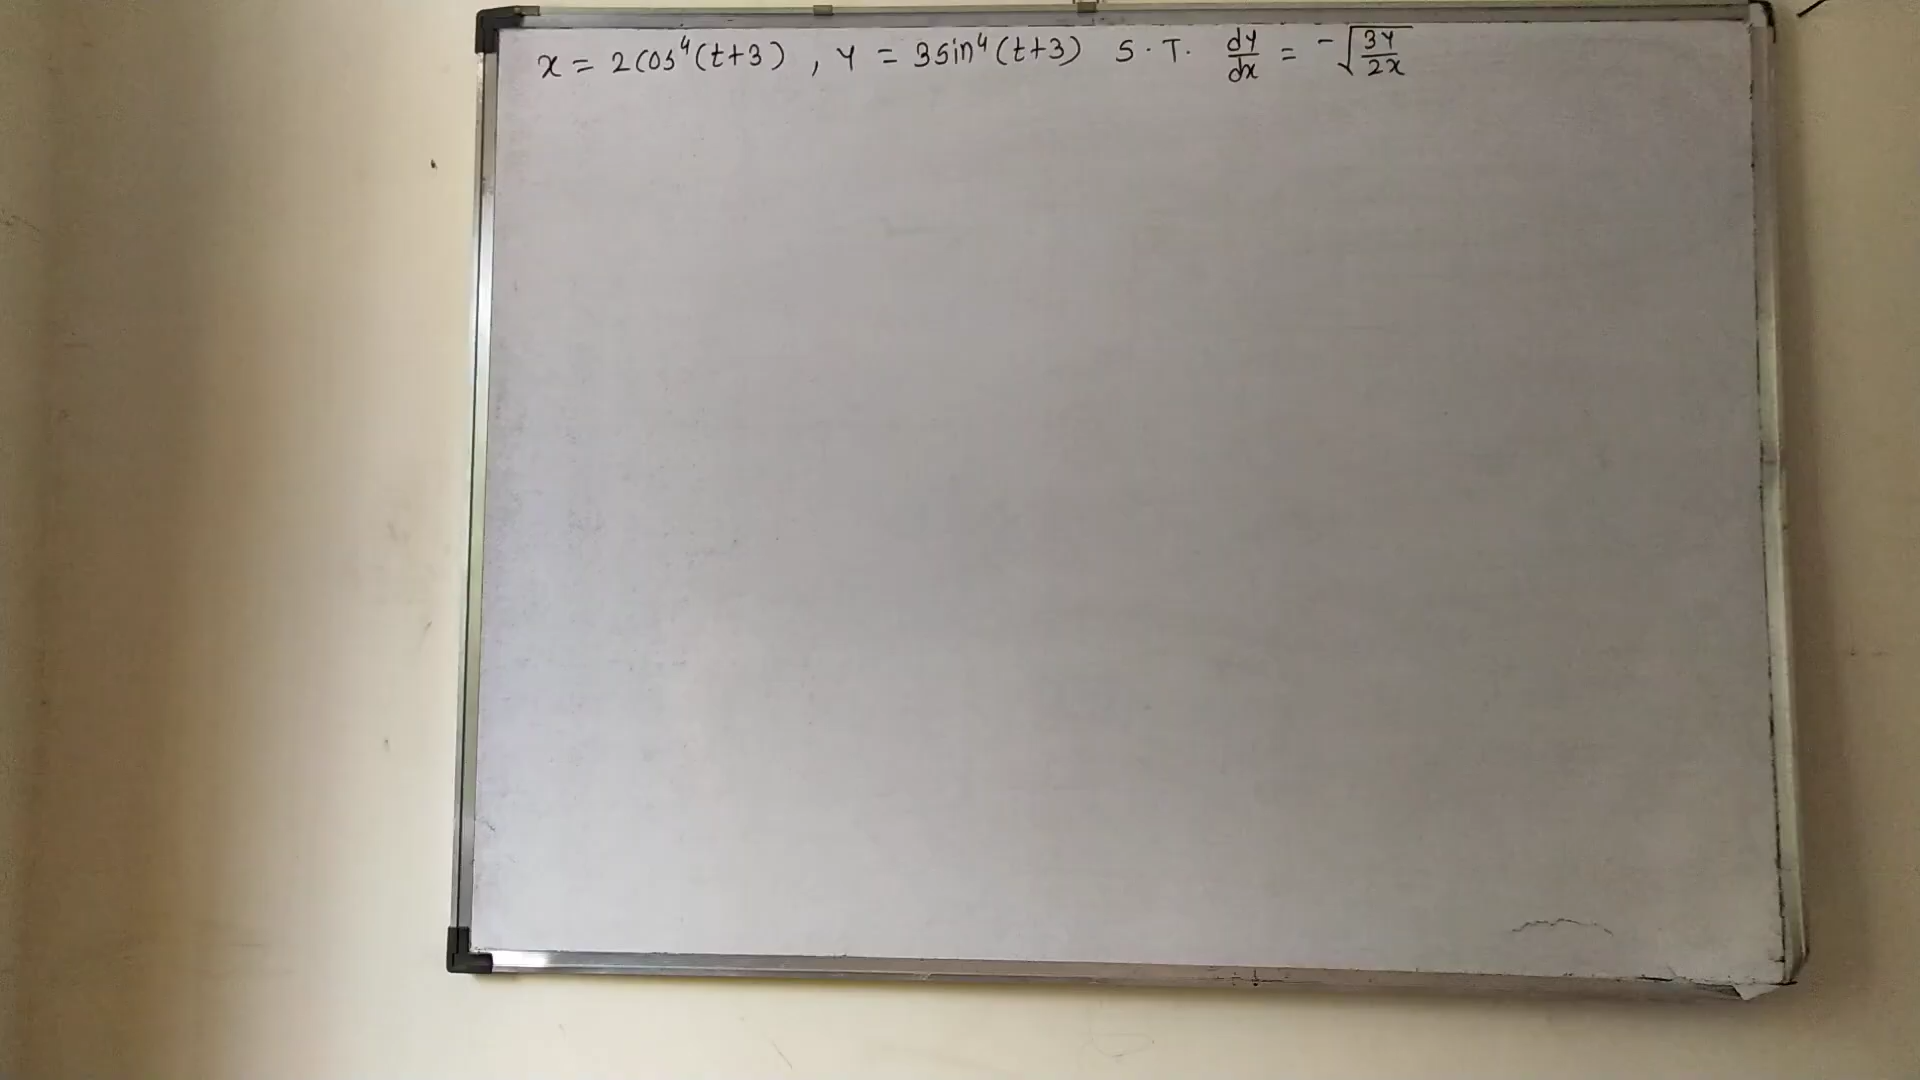 x = 2cos⁴(t+3) , y = 3sin⁴(t+3) S.T. dy/dx = -√(3y/2x)